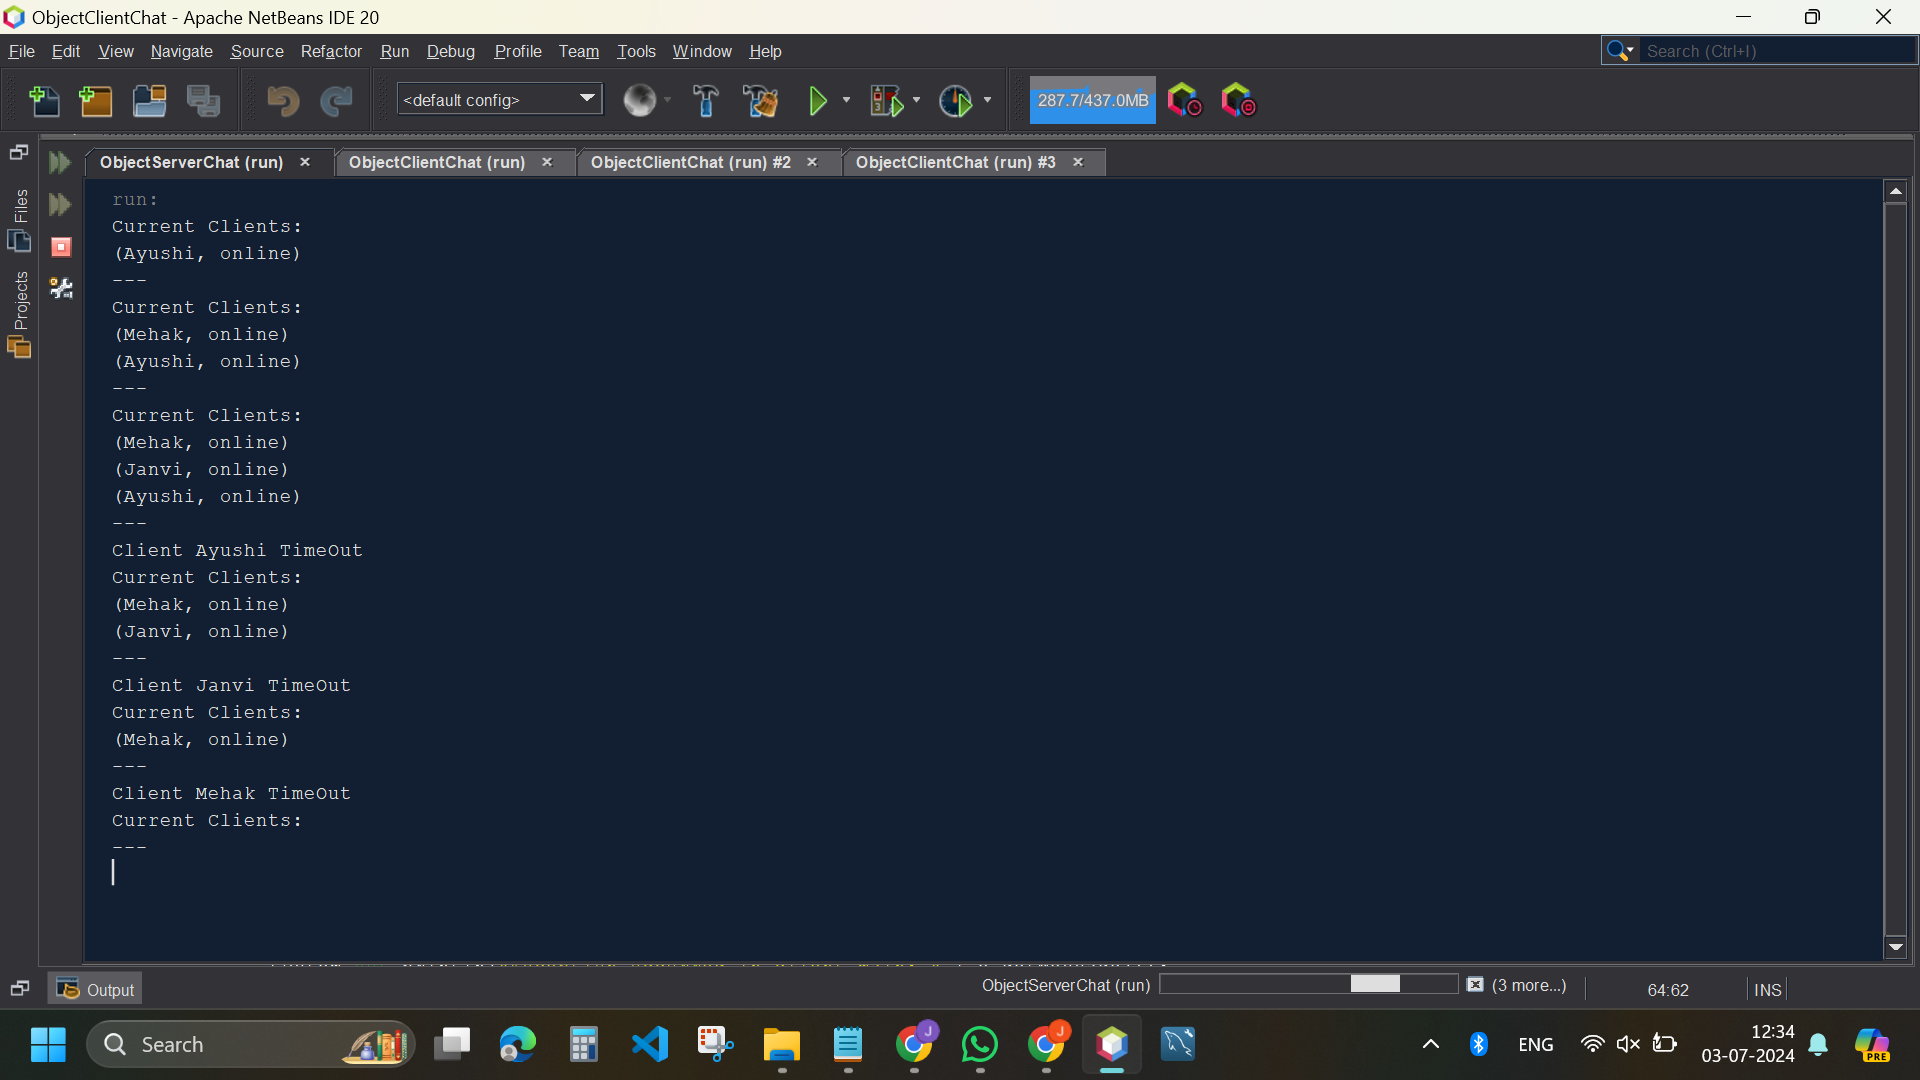 ObjectClientChat - Apache NetBeans IDE 20
File Edit View Navigate Source Refactor Run Debug Profile Team Tools Window Help
Search (Ctrl+I)
<default config>
287.7/437.0MB
ObjectServerChat (run)
ObjectClientChat (run)
ObjectClientChat (run) #2
ObjectClientChat (run) #3
Files
Projects
run:
Current Clients:
(Ayushi, online)
---
Current Clients:
(Mehak, online)
(Ayushi, online)
---
Current Clients:
(Mehak, online)
(Janvi, online)
(Ayushi, online)
---
Client Ayushi TimeOut
Current Clients:
(Mehak, online)
(Janvi, online)
---
Client Janvi TimeOut
Current Clients:
(Mehak, online)
---
Client Mehak TimeOut
Current Clients:
---
Output
ObjectServerChat (run)
(3 more...)
64:62
INS
Search
J
J
ENG
12:34
03-07-2024
PRE